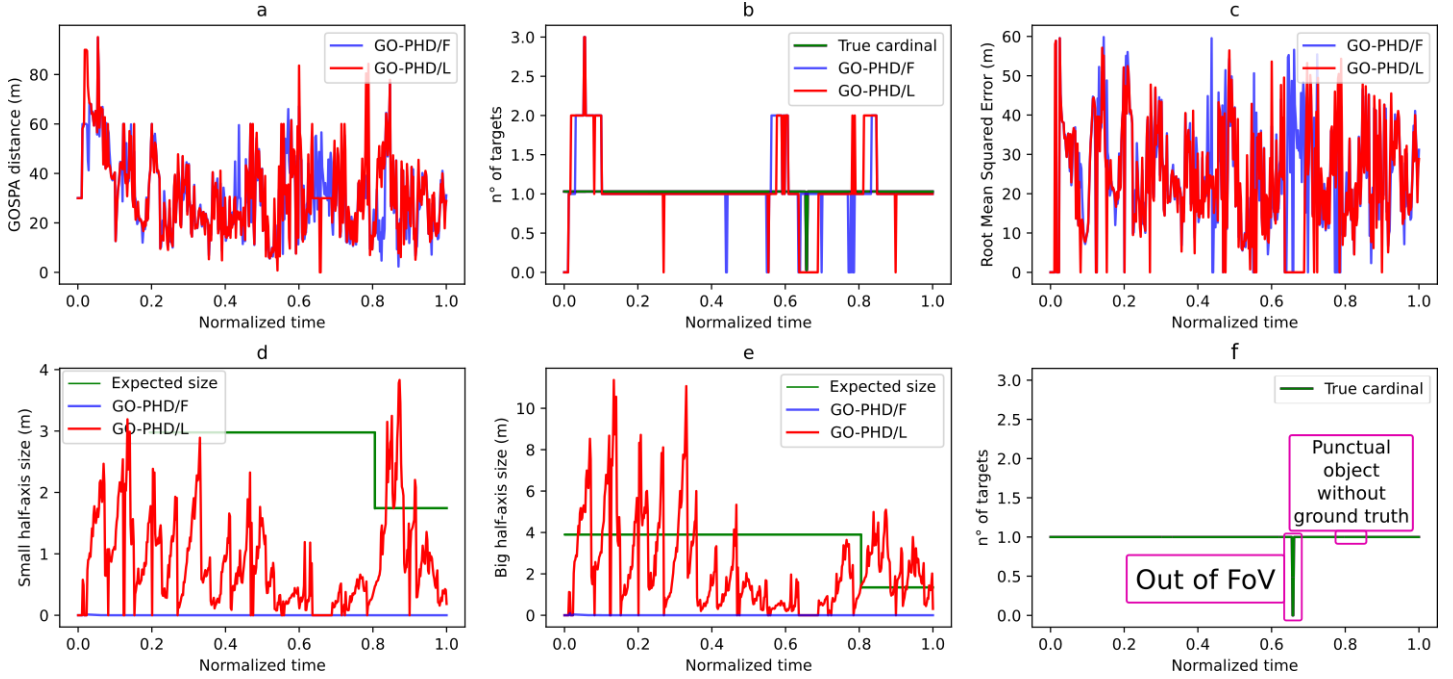 a
GOSPA distance (m)
80
60
40
20
0
GO-PHD/F
GO-PHD/L
0.0 0.2 0.4 0.6 0.8 1.0
Normalized time
b
n° of targets
3.0
2.5
2.0
1.5
1.0
0.5
0.0
True cardinal
GO-PHD/F
GO-PHD/L
0.0 0.2 0.4 0.6 0.8 1.0
Normalized time
c
Root Mean Squared Error (m)
60
50
40
30
20
10
0
GO-PHD/F
GO-PHD/L
0.0 0.2 0.4 0.6 0.8 1.0
Normalized time
d
Small half-axis size (m)
4
3
2
1
0
Expected size
GO-PHD/F
GO-PHD/L
0.0 0.2 0.4 0.6 0.8 1.0
Normalized time
e
Big half-axis size (m)
10
8
6
4
2
0
Expected size
GO-PHD/F
GO-PHD/L
0.0 0.2 0.4 0.6 0.8 1.0
Normalized time
f
n° of targets
3.0
2.5
2.0
1.5
1.0
0.5
0.0
True cardinal
Punctual
object
without
ground truth
Out of FoV
0.0 0.2 0.4 0.6 0.8 1.0
Normalized time